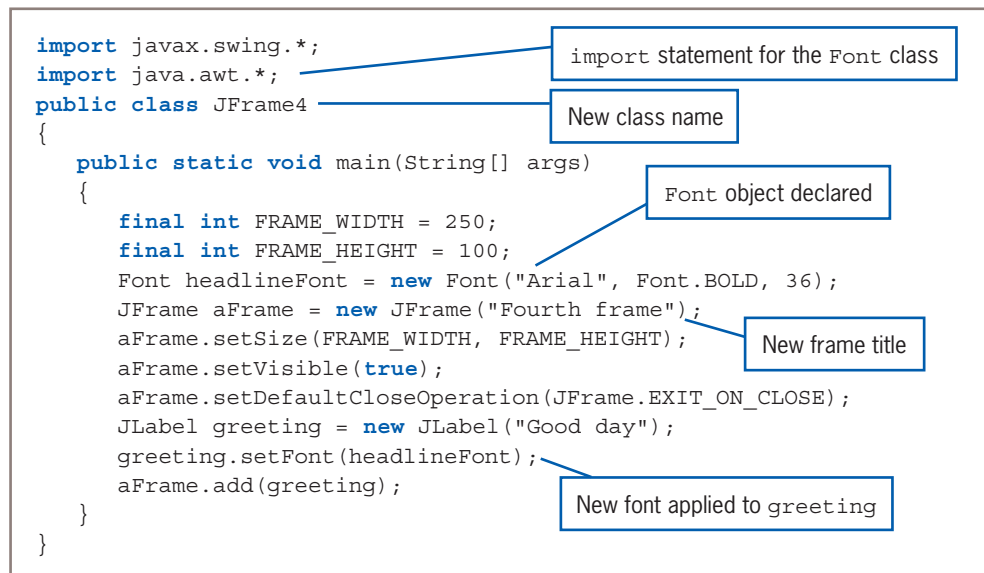 import javax.swing.*;
import java.awt.*;
import statement for the Font class
public class JFrame4
New class name
{
public static void main(String[] args)
{
Font object declared
final int FRAME_WIDTH = 250;
final int FRAME_HEIGHT = 100;
Font headlineFont = new Font("Arial", Font.BOLD, 36);
JFrame aFrame = new JFrame("Fourth frame");
New frame title
aFrame.setSize(FRAME_WIDTH, FRAME_HEIGHT);
aFrame.setVisible(true);
aFrame.setDefaultCloseOperation(JFrame.EXIT_ON_CLOSE);
JLabel greeting = new JLabel("Good day");
greeting.setFont(headlineFont);
New font applied to greeting
aFrame.add(greeting);
}
}